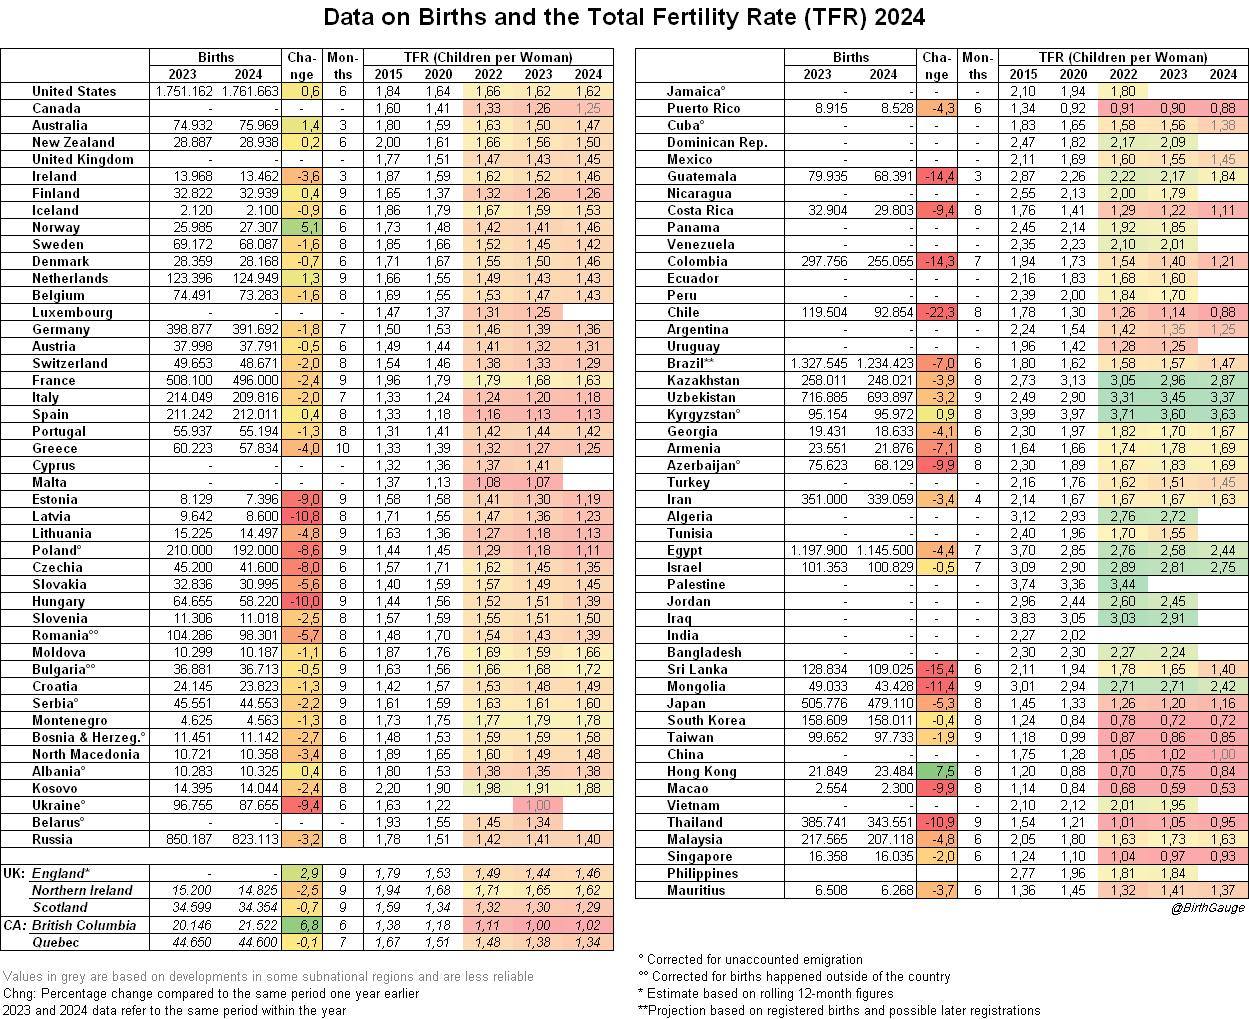 Data on Births and the Total Fertility Rate (TFR) 2024
Births Cha- Mon- TFR (Children per Woman)
2023 2024 nge ths 2015 2020 2022 2023 2024
United States 1.751.162 1.761.663 0,6 6 1,84 1,64 1,66 1,62 1,62
Canada - - - - 1,60 1,41 1,33 1,26 1,25
Australia 74.932 75.969 1,4 3 1,80 1,59 1,63 1,50 1,47
New Zealand 28.887 28.938 0,2 6 2,00 1,61 1,66 1,56 1,50
United Kingdom - - - - 1,77 1,51 1,47 1,43 1,45
Ireland 13.968 13.462 -3,6 3 1,87 1,59 1,62 1,52 1,46
Finland 32.822 32.939 0,4 9 1,65 1,37 1,32 1,26 1,26
Iceland 2.120 2.100 -0,9 6 1,86 1,79 1,67 1,59 1,53
Norway 25.985 27.307 5,1 6 1,73 1,48 1,42 1,41 1,46
Sweden 69.172 68.087 -1,6 8 1,85 1,66 1,52 1,45 1,42
Denmark 28.359 28.168 -0,7 6 1,71 1,67 1,55 1,50 1,46
Netherlands 123.396 124.949 1,3 9 1,66 1,55 1,49 1,43 1,43
Belgium 74.491 73.283 -1,6 8 1,69 1,55 1,53 1,47 1,43
Luxembourg - - - - 1,47 1,37 1,31 1,25
Germany 398.877 391.692 -1,8 7 1,50 1,53 1,46 1,39 1,36
Austria 37.998 37.791 -0,5 6 1,49 1,44 1,41 1,32 1,31
Switzerland 49.653 48.671 -2,0 8 1,54 1,46 1,38 1,33 1,29
France 508.100 496.000 -2,4 9 1,96 1,79 1,79 1,68 1,63
Italy 214.049 209.816 -2,0 7 1,33 1,24 1,24 1,20 1,18
Spain 211.242 212.011 0,4 8 1,33 1,18 1,16 1,13 1,13
Portugal 55.937 55.194 -1,3 8 1,31 1,41 1,42 1,44 1,42
Greece 60.223 57.834 -4,0 10 1,33 1,39 1,32 1,27 1,25
Cyprus - - - - 1,32 1,36 1,37 1,41
Malta - - - - 1,37 1,13 1,08 1,07
Estonia 8.129 7.396 -9,0 9 1,58 1,58 1,41 1,30 1,19
Latvia 9.642 8.600 -10,8 8 1,71 1,55 1,47 1,36 1,23
Lithuania 15.225 14.497 -4,8 9 1,63 1,36 1,27 1,18 1,13
Poland° 210.000 192.000 -8,6 9 1,44 1,45 1,29 1,18 1,11
Czechia 45.200 41.600 -8,0 6 1,57 1,71 1,62 1,45 1,35
Slovakia 32.836 30.995 -5,6 8 1,40 1,59 1,57 1,49 1,45
Hungary 64.655 58.220 -10,0 9 1,44 1,56 1,52 1,51 1,39
Slovenia 11.306 11.018 -2,5 8 1,57 1,59 1,55 1,51 1,50
Romania°° 104.286 98.301 -5,7 8 1,48 1,70 1,54 1,43 1,39
Moldova 10.299 10.187 -1,1 6 1,87 1,76 1,69 1,59 1,66
Bulgaria°° 36.881 36.713 -0,5 9 1,63 1,56 1,66 1,68 1,72
Croatia 24.145 23.823 -1,3 9 1,42 1,57 1,53 1,48 1,49
Serbia° 45.551 44.553 -2,2 9 1,61 1,59 1,63 1,61 1,60
Montenegro 4.625 4.563 -1,3 8 1,73 1,75 1,77 1,79 1,78
Bosnia & Herzeg.° 11.451 11.142 -2,7 6 1,48 1,52 1,59 1,59 1,58
North Macedonia 10.721 10.358 -3,4 8 1,89 1,65 1,60 1,49 1,48
Albania° 10.283 10.325 0,4 6 1,80 1,53 1,38 1,35 1,38
Kosovo 14.395 14.044 -2,4 8 2,20 1,90 1,98 1,91 1,88
Ukraine° 96.755 87.655 -9,4 6 1,63 1,22 1,00
Belarus° - - - - 1,93 1,55 1,45 1,34
Russia 850.187 823.113 -3,2 8 1,78 1,51 1,42 1,41 1,40
UK: England* - - 2,9 9 1,79 1,53 1,49 1,44 1,46
Northern Ireland 15.200 14.825 -2,5 9 1,94 1,68 1,71 1,65 1,62
Scotland 34.599 34.354 -0,7 9 1,59 1,34 1,32 1,30 1,29
CA: British Columbia 20.146 21.522 6,8 6 1,38 1,18 1,11 1,00 1,02
Quebec 44.650 44.600 -0,1 7 1,67 1,51 1,48 1,38 1,34
Values in grey are based on developments in some subnational regions and are less reliable
Chng: Percentage change compared to the same period one year earlier
2023 and 2024 data refer to the same period within the year
Births Cha- Mon- TFR (Children per Woman)
2023 2024 nge ths 2015 2020 2022 2023 2024
Jamaica° - - - - 2,10 1,94 1,80
Puerto Rico 8.915 8.528 -4,3 6 1,34 0,92 0,91 0,90 0,88
Cuba° - - - - 1,83 1,65 1,58 1,56 1,38
Dominican Rep. - - - - 2,47 1,82 2,17 2,09
Mexico - - - - 2,11 1,69 1,60 1,55 1,45
Guatemala 79.935 68.391 -14,4 3 2,87 2,26 2,22 2,17 1,84
Nicaragua - - - - 2,55 2,13 2,00 1,79
Costa Rica 32.904 29.803 -9,4 8 1,76 1,41 1,29 1,22 1,11
Panama - - - - 2,45 2,14 1,92 1,85
Venezuela - - - - 2,35 2,23 2,10 2,01
Colombia 297.756 255.055 -14,3 7 1,94 1,73 1,54 1,40 1,21
Ecuador - - - - 2,16 1,83 1,68 1,60
Peru - - - - 2,39 2,00 1,84 1,70
Chile 119.504 92.854 -22,3 8 1,78 1,30 1,26 1,14 0,88
Argentina - - - - 2,24 1,54 1,42 1,35 1,25
Uruguay - - - - 1,96 1,42 1,28 1,25
Brazil** 1.327.545 1.234.423 -7,0 6 1,80 1,62 1,58 1,57 1,47
Kazakhstan 258.011 248.021 -3,9 8 2,73 3,13 3,05 2,96 2,87
Uzbekistan 716.885 693.897 -3,2 9 2,49 2,90 3,31 3,45 3,37
Kyrgyzstan° 95.154 95.972 0,9 8 3,99 3,97 3,71 3,60 3,63
Georgia 19.431 18.633 -4,1 6 2,30 1,97 1,82 1,70 1,67
Armenia 23.551 21.876 -7,1 8 1,64 1,66 1,74 1,78 1,69
Azerbaijan° 75.623 68.129 -9,9 8 2,30 1,89 1,67 1,83 1,69
Turkey - - - - 2,16 1,76 1,62 1,51 1,45
Iran 351.000 339.059 -3,4 4 2,14 1,67 1,67 1,67 1,63
Algeria - - - - 3,12 2,93 2,76 2,72
Tunisia - - - - 2,40 1,96 1,70 1,55
Egypt 1.197.900 1.145.500 -4,4 7 3,70 2,85 2,76 2,58 2,44
Israel 101.353 100.829 -0,5 7 3,09 2,90 2,89 2,81 2,75
Palestine - - - - 3,74 3,36 3,44
Jordan - - - - 2,96 2,44 2,60 2,45
Iraq - - - - 3,83 3,05 3,03 2,91
India - - - - 2,27 2,02
Bangladesh - - - - 2,30 2,30 2,27 2,24
Sri Lanka 128.834 109.025 -15,4 6 2,11 1,94 1,78 1,65 1,40
Mongolia 49.033 43.428 -11,4 9 3,01 2,94 2,71 2,71 2,42
Japan 505.776 479.110 -5,3 8 1,45 1,33 1,26 1,20 1,16
South Korea 158.609 158.011 -0,4 8 1,24 0,84 0,78 0,72 0,72
Taiwan 99.652 97.733 -1,9 9 1,18 0,99 0,87 0,86 0,85
China - - - - 1,75 1,28 1,05 1,02 1,00
Hong Kong 21.849 23.484 7,5 8 1,20 0,88 0,70 0,75 0,84
Macao 2.554 2.300 -9,9 8 1,14 0,84 0,68 0,59 0,53
Vietnam - - - - 2,10 2,12 2,01 1,95
Thailand 385.741 343.551 -10,9 9 1,54 1,21 1,01 1,05 0,95
Malaysia 217.565 207.118 -4,8 6 2,05 1,80 1,63 1,73 1,63
Singapore 16.358 16.035 -2,0 6 1,24 1,10 1,04 0,97 0,93
Philippines - - - - 2,77 1,96 1,81 1,84
Mauritius 6.508 6.268 -3,7 6 1,36 1,45 1,32 1,41 1,37
@BirthGauge
° Corrected for unaccounted emigration
°° Corrected for births happened outside of the country
* Estimate based on rolling 12-month figures
**Projection based on registered births and possible later registrations